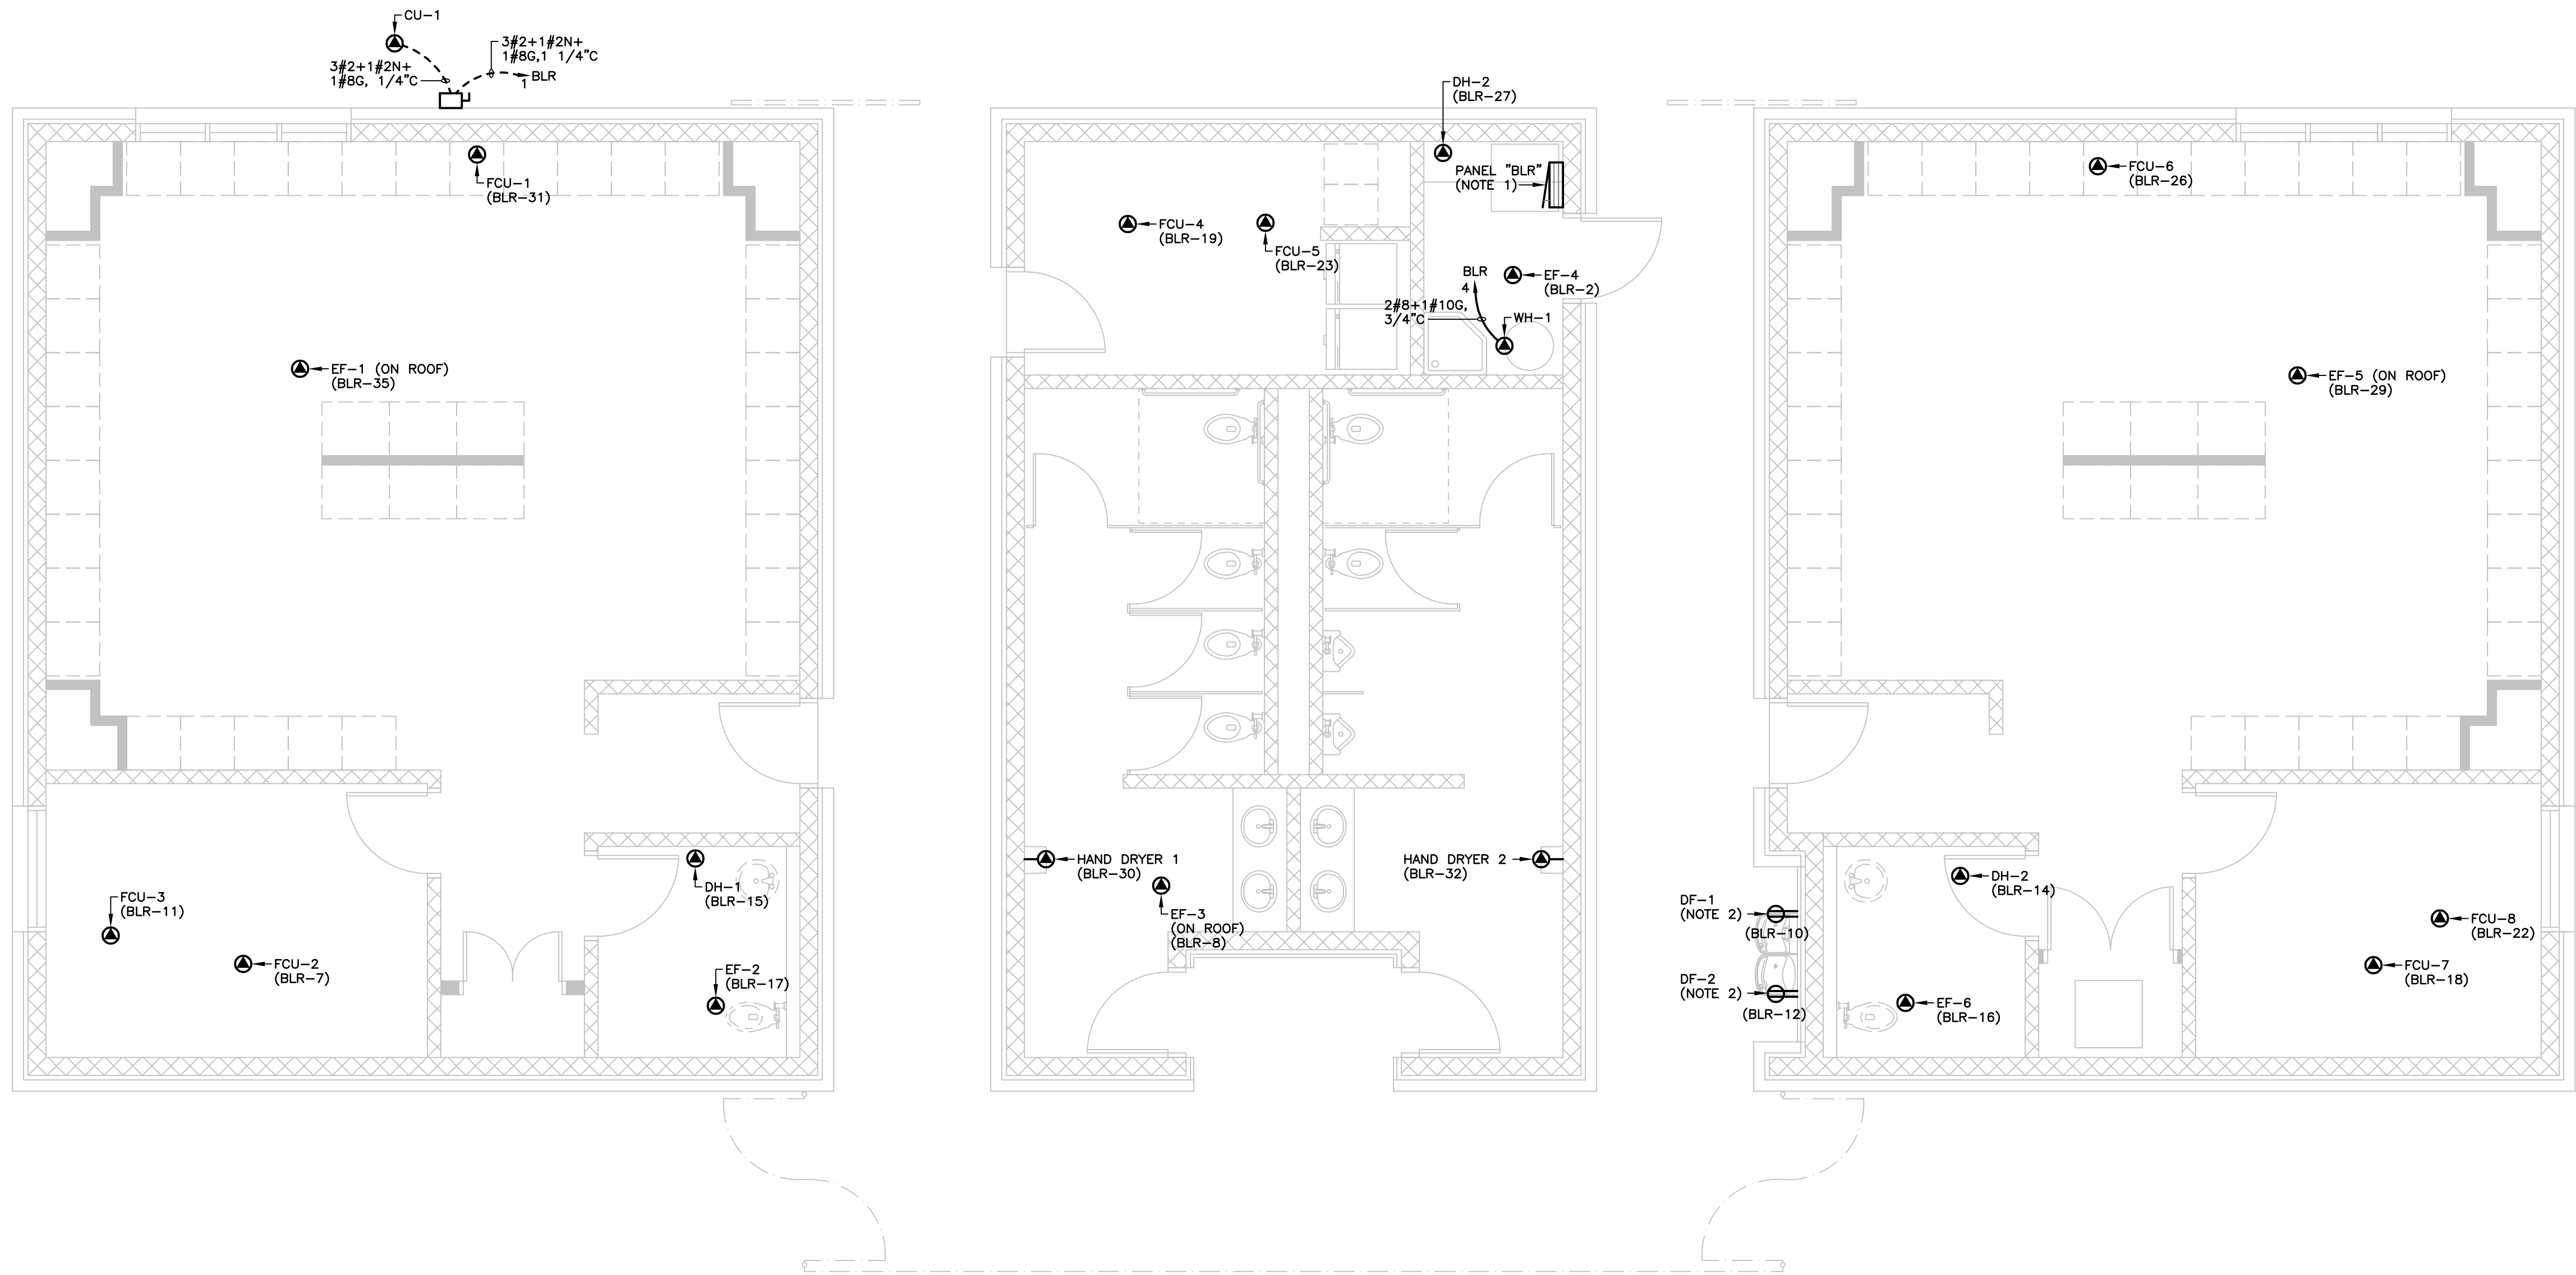 CU-1
3#2+1#2N+
1#8G,1 1/4"C
3#2+1#2N+
1#8G, 1/4"C
BLR
1
FCU-1
(BLR-31)
EF-1 (ON ROOF)
(BLR-35)
FCU-3
(BLR-11)
FCU-2
(BLR-7)
DH-1
(BLR-15)
EF-2
(BLR-17)
DH-2
(BLR-27)
PANEL "BLR"
(NOTE 1)
FCU-4
(BLR-19)
FCU-5
(BLR-23)
BLR
4
EF-4
(BLR-2)
2#8+1#10G,
3/4"C
WH-1
HAND DRYER 1
(BLR-30)
HAND DRYER 2
(BLR-32)
EF-3
(ON ROOF)
(BLR-8)
FCU-6
(BLR-26)
EF-5 (ON ROOF)
(BLR-29)
DH-2
(BLR-14)
DF-1
(NOTE 2)
(BLR-10)
DF-2
(NOTE 2)
(BLR-12)
EF-6
(BLR-16)
FCU-8
(BLR-22)
FCU-7
(BLR-18)